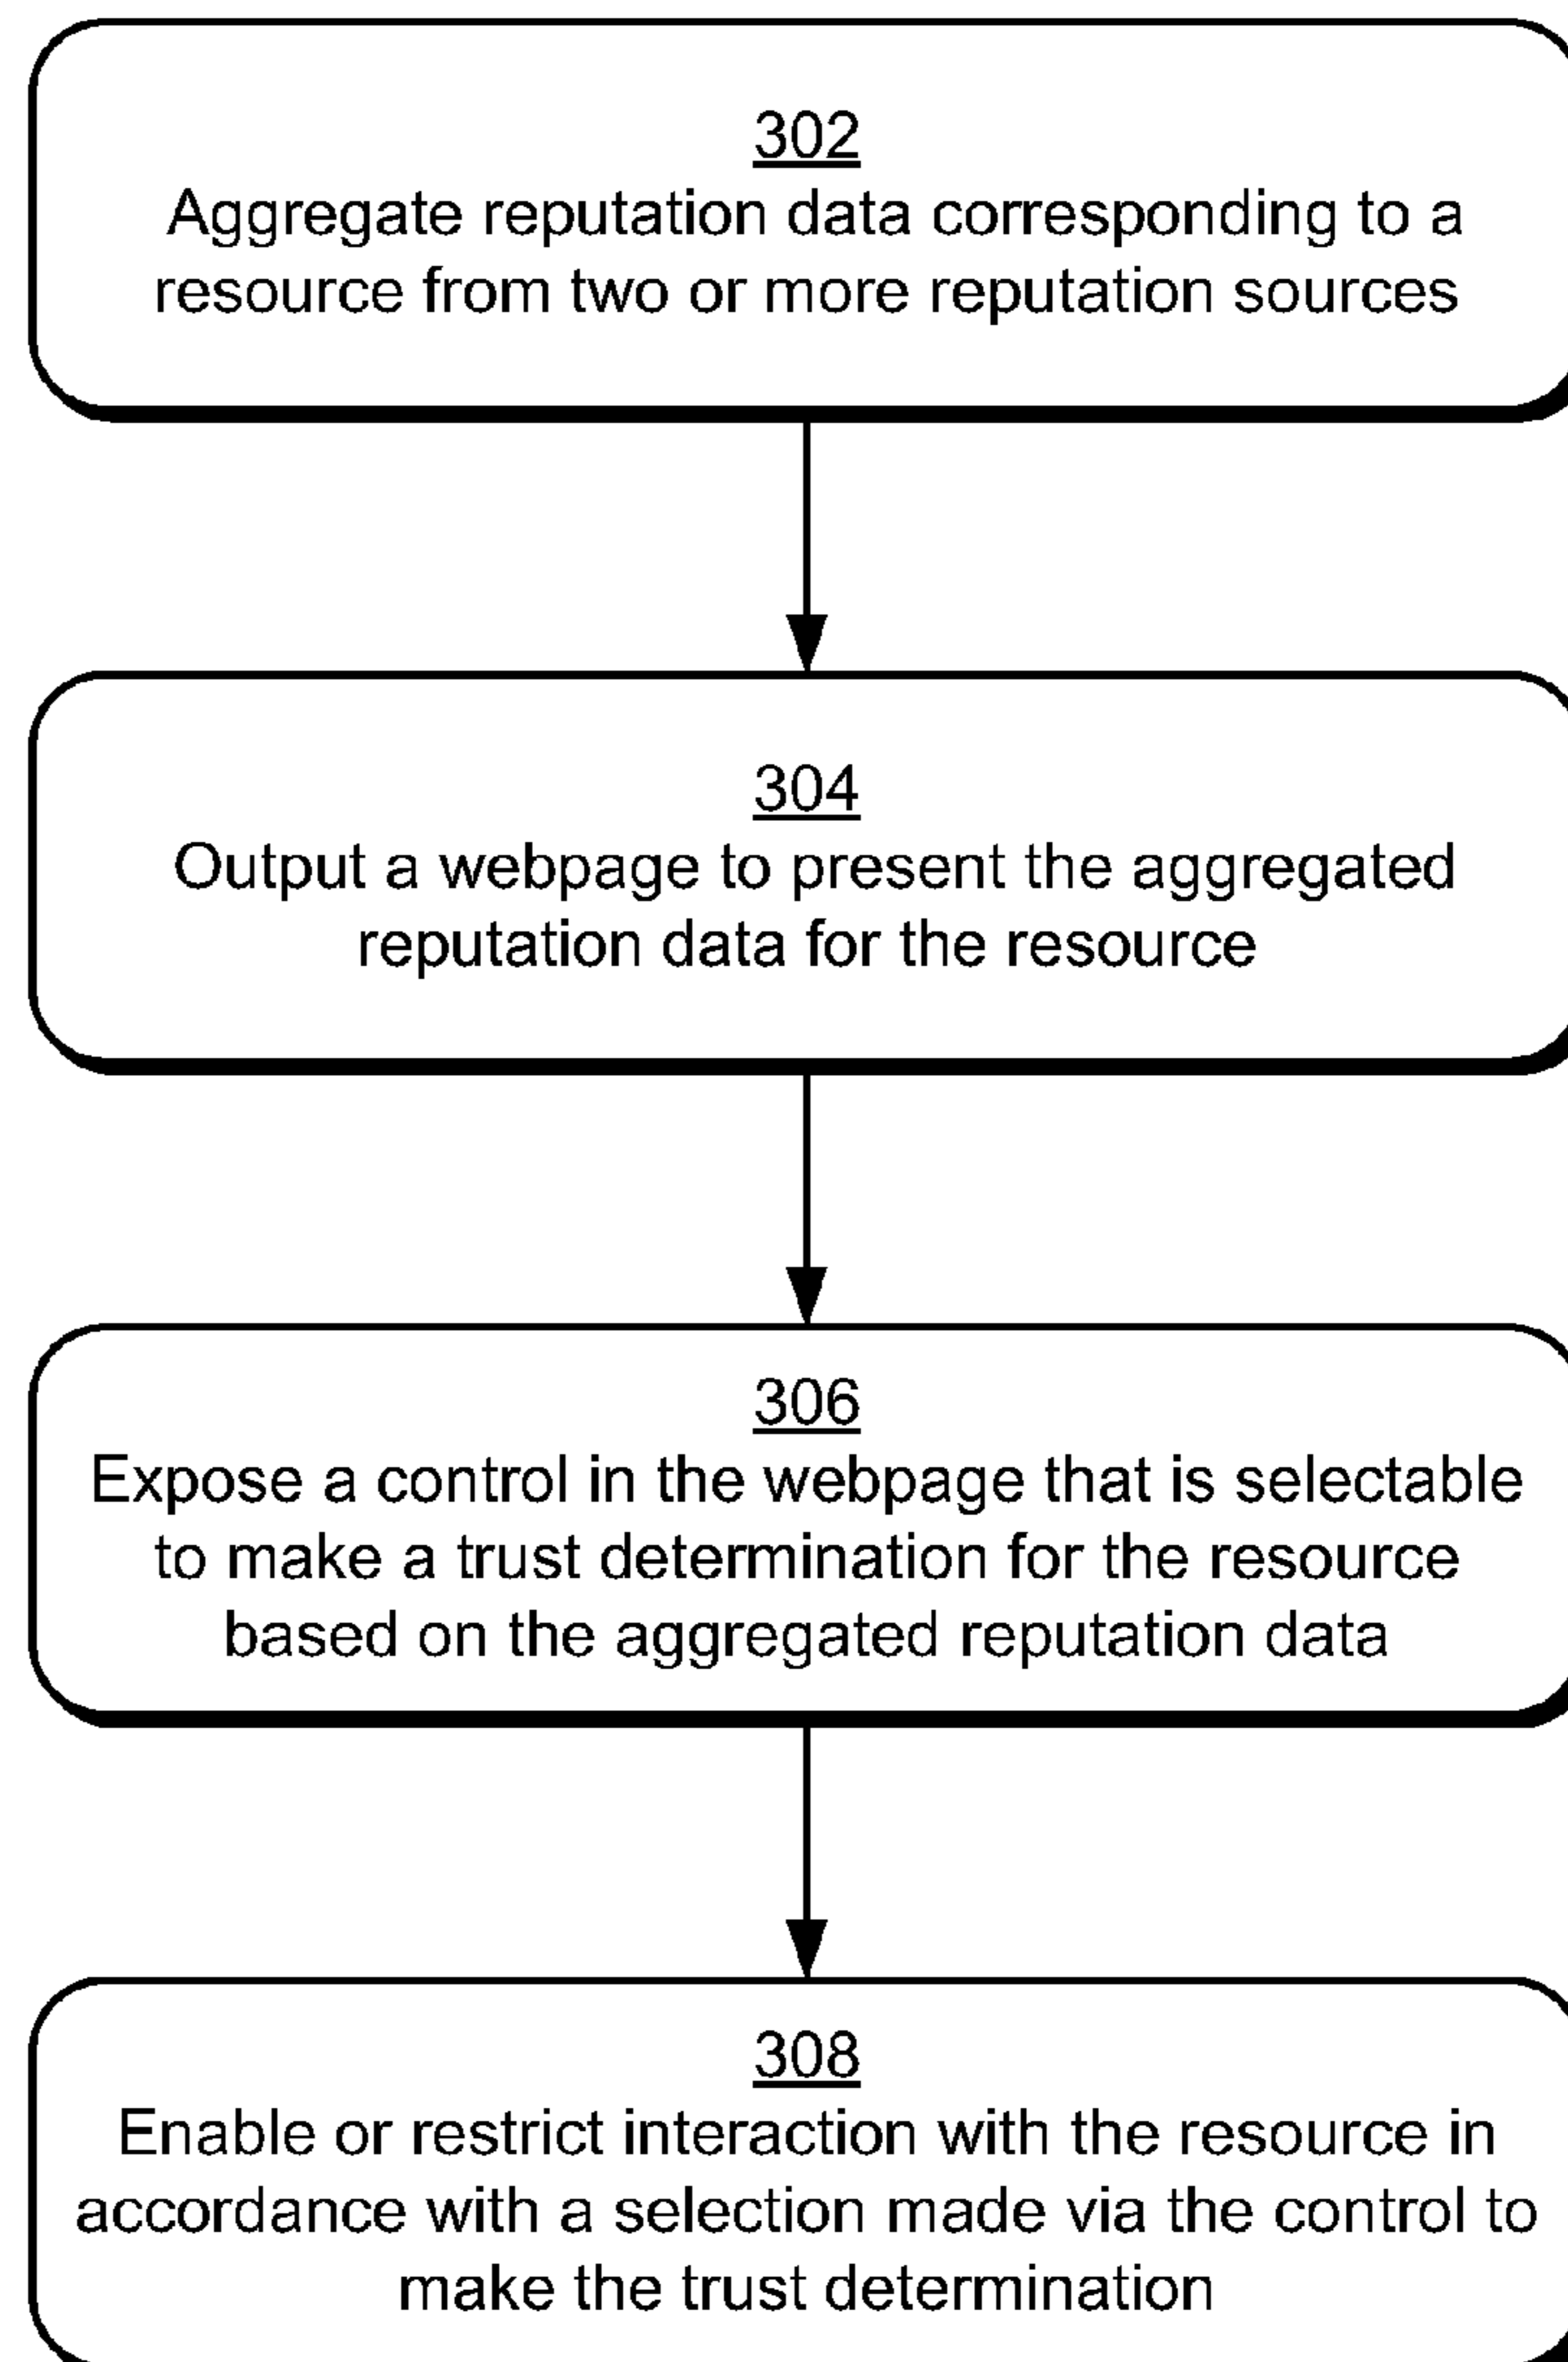 302
Aggregate reputation data corresponding to a
resource from two or more reputation sources
304
Output a webpage to present the aggregated
reputation data for the resource
306
Expose a control in the webpage that is selectable
to make a trust determination for the resource
based on the aggregated reputation data
308
Enable or restrict interaction with the resource in
accordance with a selection made via the control to
make the trust determination